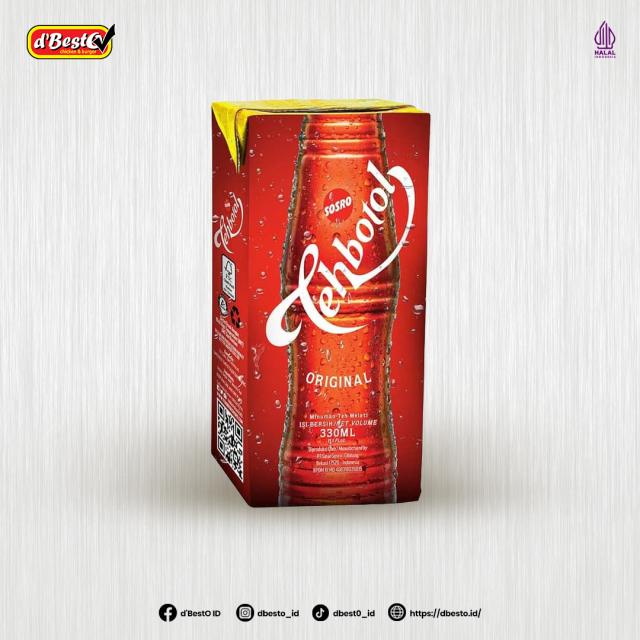 d'BestO
chicken & burger
HALAL
INDONESIA
SOSRO
Tehbotol
ORIGINAL
Minuman Teh Melati
ISI BERSIH/NET VOLUME
330ML
Tehbotol
d'BestO ID
dbesto_id
dbest0_id
https://dbesto.id/